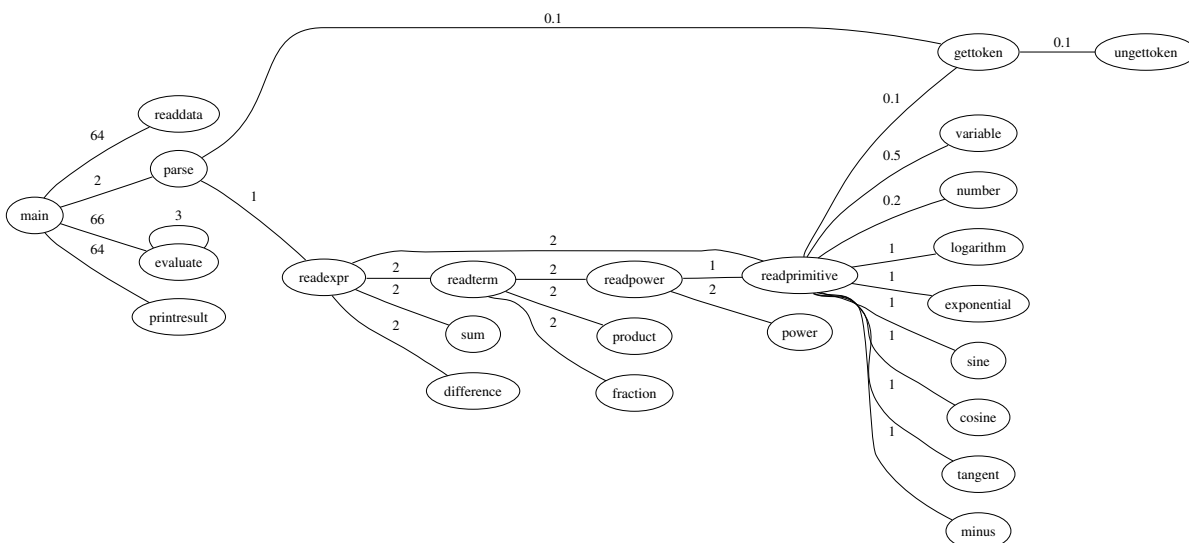 0.1
gettoken
0.1
ungettoken
readdata
64
0.1
variable
parse
0.5
2
number
1
0.2
main
66
3
evaluate
64
2
1
logarithm
readexpr
2
readterm
2
readpower
1
readprimitive
1
exponential
2
2
2
1
printresult
sum
product
power
sine
2
2
1
difference
fraction
1
cosine
1
tangent
minus